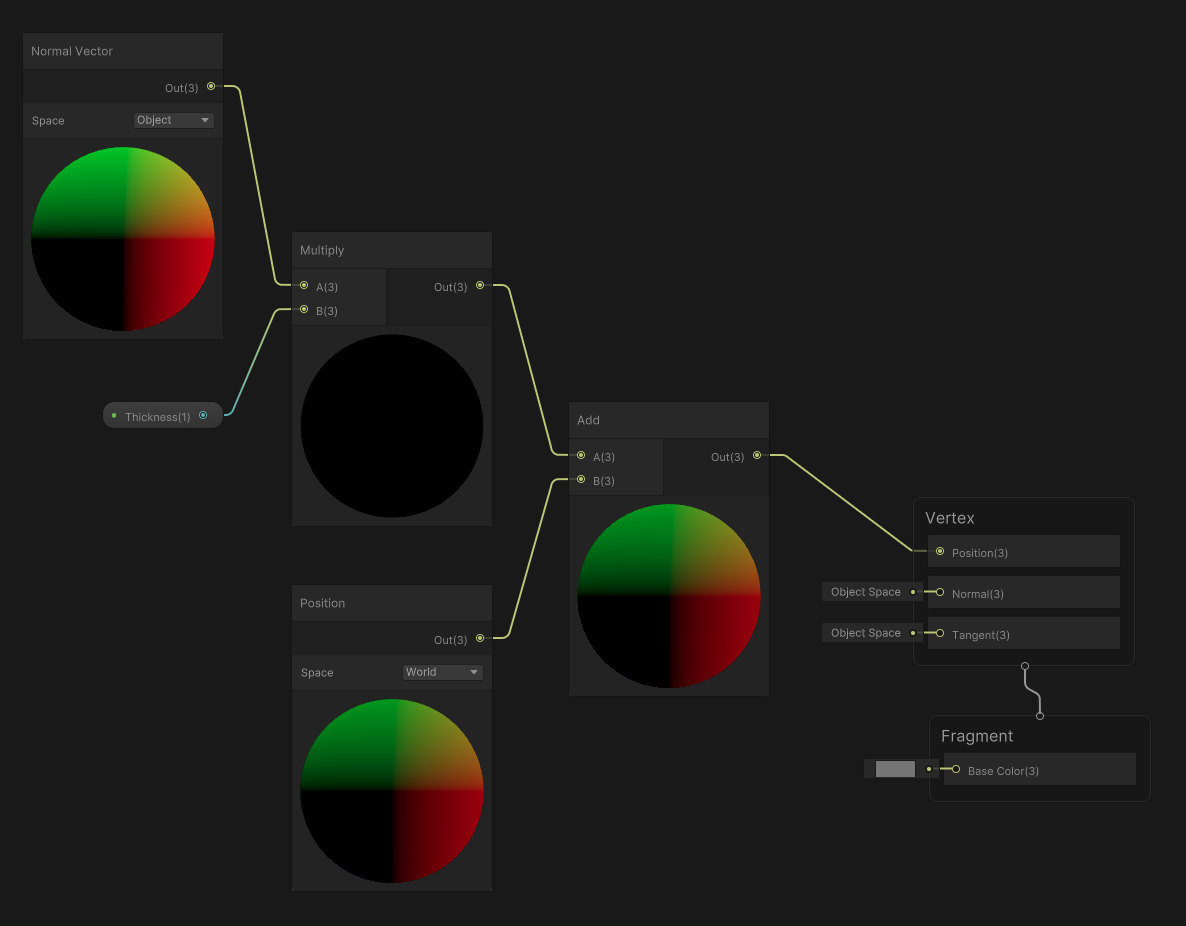 Normal Vector
Out(3)
Space
Object
Multiply
A(3)
Out(3)
B(3)
Thickness(1)
Add
A(3)
Out(3)
B(3)
Position
Out(3)
Space
World
Vertex
Position(3)
Object Space
Normal(3)
Object Space
Tangent(3)
Fragment
Base Color(3)